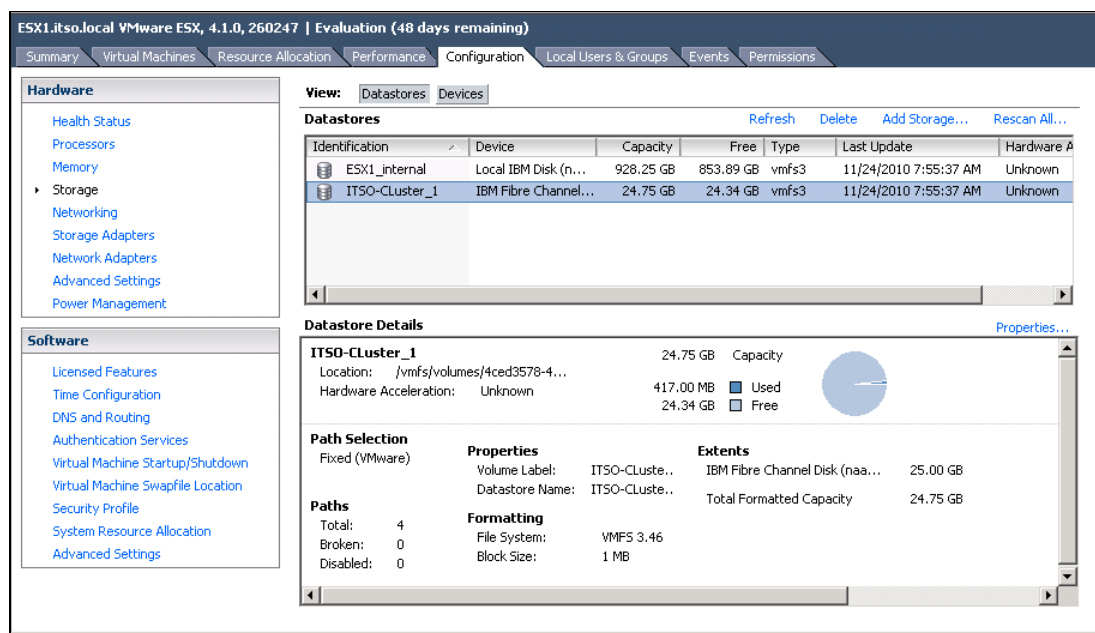 ESX1.itso.local VMware ESX, 4.1.0, 260247 | Evaluation (48 days remaining)
Summary Virtual Machines Resource Allocation Performance Configuration Local Users & Groups Events Permissions
Hardware
Health Status
Processors
Memory
Storage
Networking
Storage Adapters
Network Adapters
Advanced Settings
Power Management
Software
Licensed Features
Time Configuration
DNS and Routing
Authentication Services
Virtual Machine Startup/Shutdown
Virtual Machine Swapfile Location
Security Profile
System Resource Allocation
Advanced Settings
View: Datastores Devices
Datastores Refresh Delete Add Storage... Rescan All...
Identification Device Capacity Free Type Last Update Hardware A
ESX1_internal Local IBM Disk (n... 928.25 GB 853.89 GB vmfs3 11/24/2010 7:55:37 AM Unknown
ITSO-CLuster_1 IBM Fibre Channel... 24.75 GB 24.34 GB vmfs3 11/24/2010 7:55:37 AM Unknown
Datastore Details Properties...
ITSO-CLuster_1 24.75 GB Capacity
Location: /vmfs/volumes/4ced3578-4...
Hardware Acceleration: Unknown 417.00 MB Used
24.34 GB Free
Path Selection
Fixed (VMware)
Paths
Total: 4
Broken: 0
Disabled: 0
Properties
Volume Label: ITSO-CLuste..
Datastore Name: ITSO-CLuste..
Formatting
File System: VMFS 3.46
Block Size: 1 MB
Extents
IBM Fibre Channel Disk (naa... 25.00 GB
Total Formatted Capacity 24.75 GB